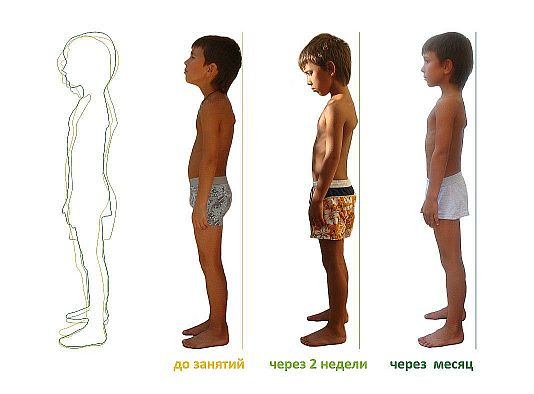 до занятий
через 2 недели
через месяц